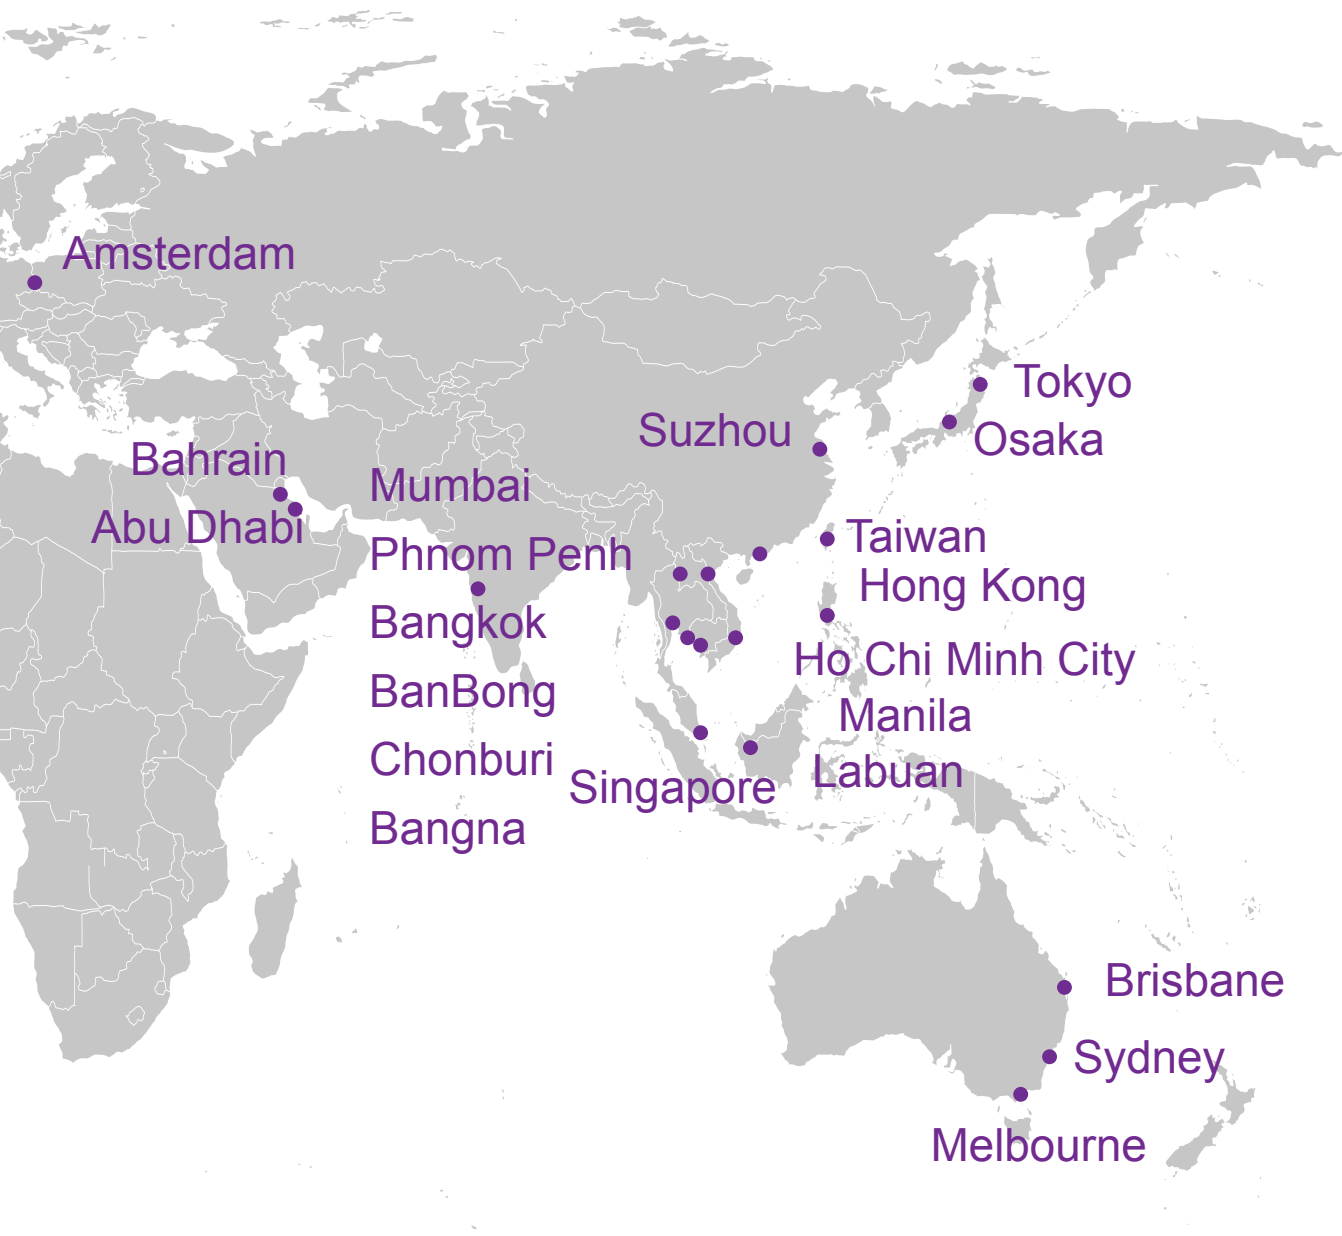 Amsterdam
Tokyo
Suzhou
Osaka
Bahrain
Mumbai
Abu Dhabi
Taiwan
Phnom Penh
Hong Kong
Bangkok
Ho Chi Minh City
BanBong
Manila
Chonburi
Labuan
Singapore
Bangna
Brisbane
Sydney
Melbourne